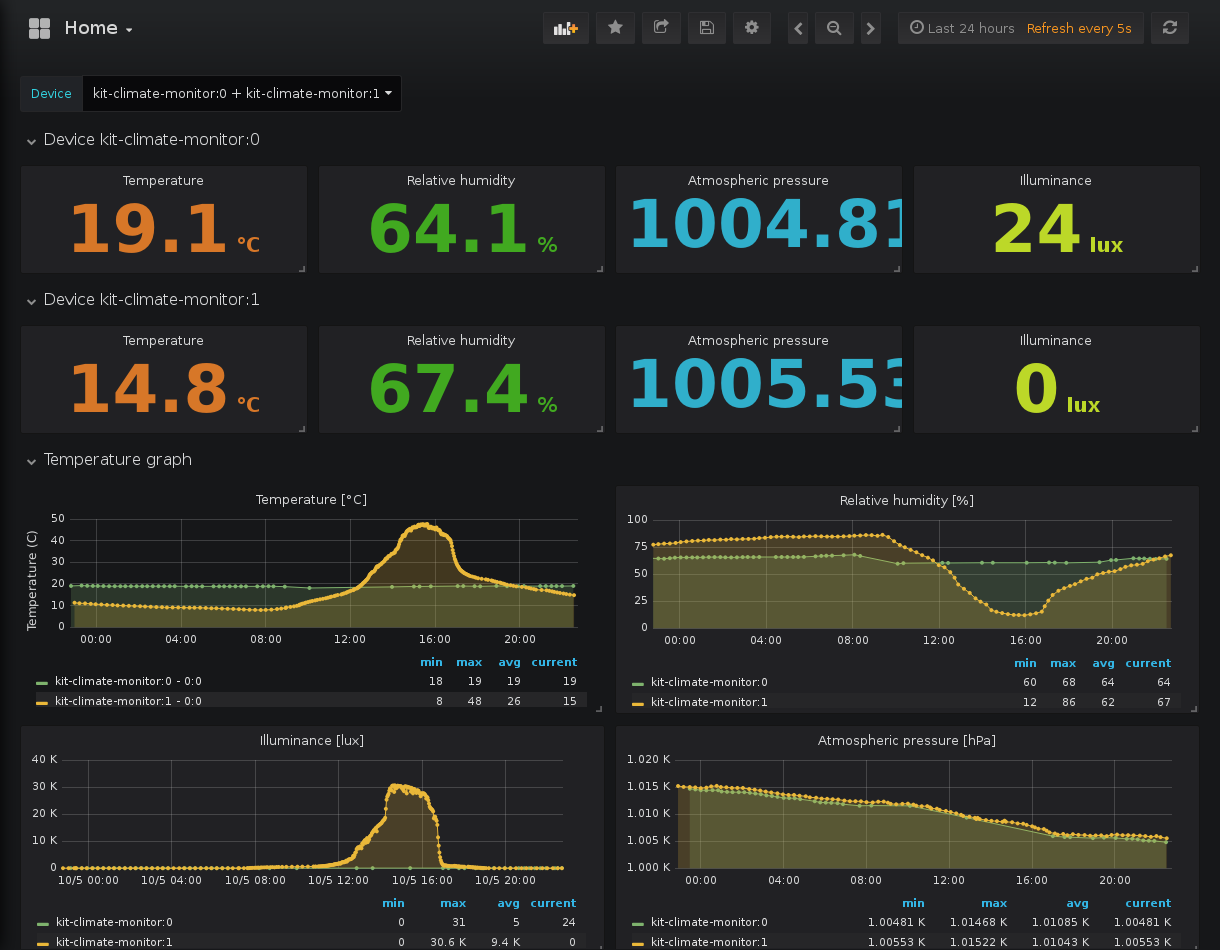 Home
Last 24 hours Refresh every 5s
Device kit-climate-monitor:0 + kit-climate-monitor:1
Device kit-climate-monitor:0
Temperature Relative humidity Atmospheric pressure Illuminance
19.1 °C 64.1 % 1004.81 24 lux
Device kit-climate-monitor:1
Temperature Relative humidity Atmospheric pressure Illuminance
14.8 °C 67.4 % 1005.53 0 lux
Temperature graph
Temperature [°C]
Temperature (C)
50
40
30
20
10
0
00:00 04:00 08:00 12:00 16:00 20:00
min max avg current
kit-climate-monitor:0 - 0:0 18 19 19 19
kit-climate-monitor:1 - 0:0 8 48 26 15
Relative humidity [%]
100
75
50
25
0
00:00 04:00 08:00 12:00 16:00 20:00
min max avg current
kit-climate-monitor:0 60 68 64 64
kit-climate-monitor:1 12 86 62 67
Illuminance [lux]
40 K
30 K
20 K
10 K
0
10/5 00:00 10/5 04:00 10/5 08:00 10/5 12:00 10/5 16:00 10/5 20:00
min max avg current
kit-climate-monitor:0 0 31 5 24
kit-climate-monitor:1 0 30.6 K 9.4 K 0
Atmospheric pressure [hPa]
1.020 K
1.015 K
1.010 K
1.005 K
1.000 K
00:00 04:00 08:00 12:00 16:00 20:00
min max avg current
kit-climate-monitor:0 1.00481 K 1.01468 K 1.01085 K 1.00481 K
kit-climate-monitor:1 1.00553 K 1.01522 K 1.01043 K 1.00553 K